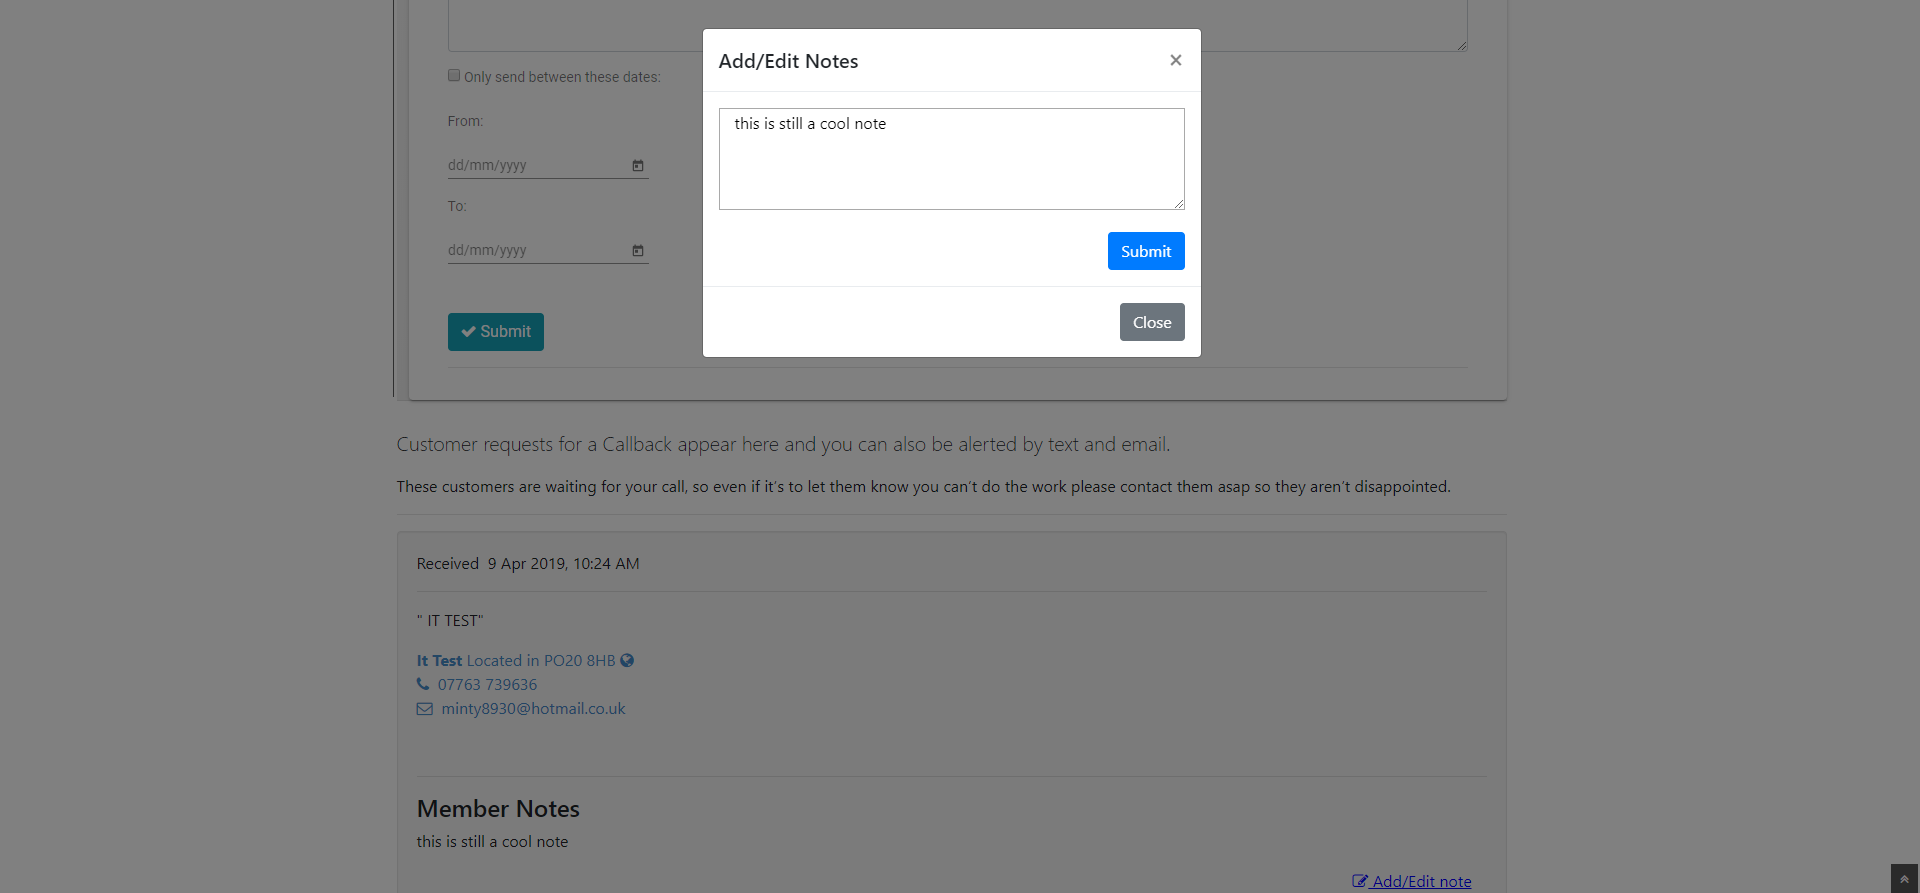 Add/Edit Notes
×
this is still a cool note
Submit
Close
Only send between these dates:
From:
dd/mm/yyyy
To:
dd/mm/yyyy
Submit
Customer requests for a Callback appear here and you can also be alerted by text and email.
These customers are waiting for your call, so even if it's to let them know you can't do the work please contact them asap so they aren't disappointed.
Received 9 Apr 2019, 10:24 AM
" IT TEST"
It Test Located in PO20 8HB
07763 739636
minty8930@hotmail.co.uk
Member Notes
this is still a cool note
Add/Edit note